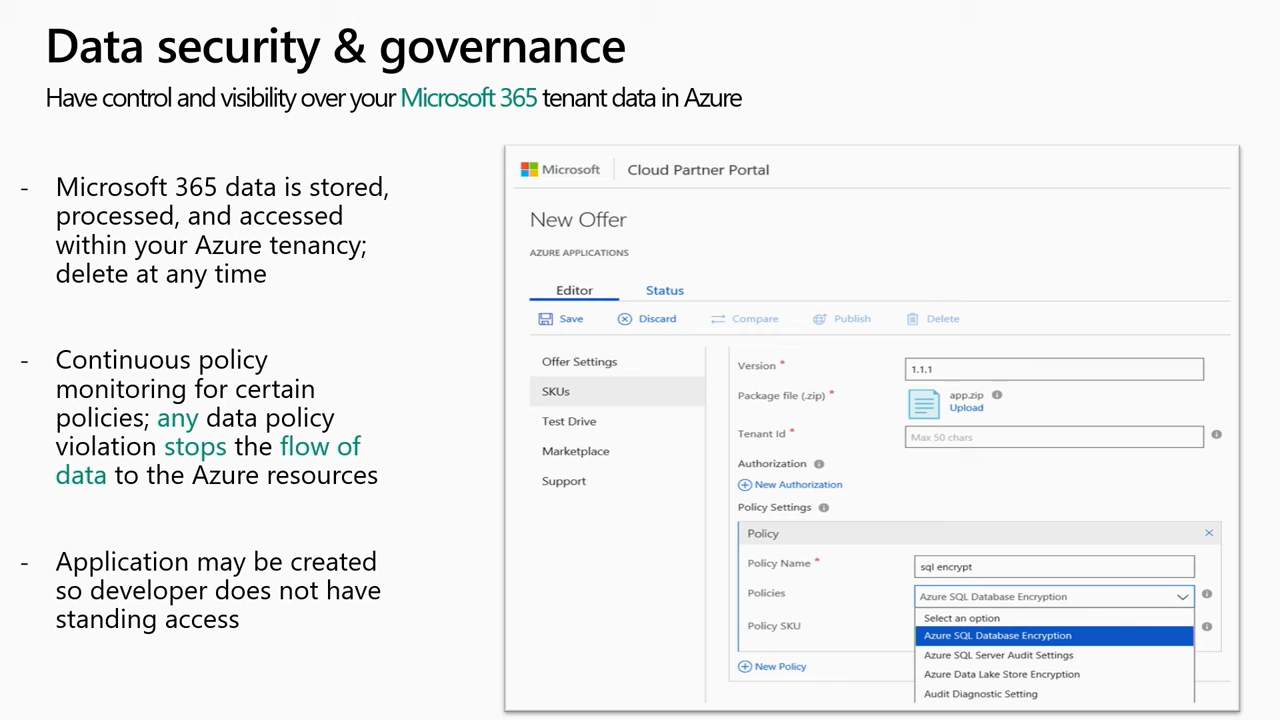 Data security & governance
Have control and visibility over your Microsoft 365 tenant data in Azure
- Microsoft 365 data is stored,
processed, and accessed
within your Azure tenancy;
delete at any time
- Continuous policy
monitoring for certain
policies; any data policy
violation stops the flow of
data to the Azure resources
- Application may be created
so developer does not have
standing access
Microsoft Cloud Partner Portal
New Offer
AZURE APPLICATIONS
Editor Status
Save Discard Compare Publish Delete
Offer Settings
SKUs
Test Drive
Marketplace
Support
Version * 1.1.1
Package file (.zip) * app.zip
Upload
Tenant Id * Max 50 chars
Authorization
New Authorization
Policy Settings
Policy
Policy Name * sql encrypt
Policies Azure SQL Database Encryption
Policy SKU
Select an option
Azure SQL Database Encryption
Azure SQL Server Audit Settings
Azure Data Lake Store Encryption
Audit Diagnostic Setting
New Policy